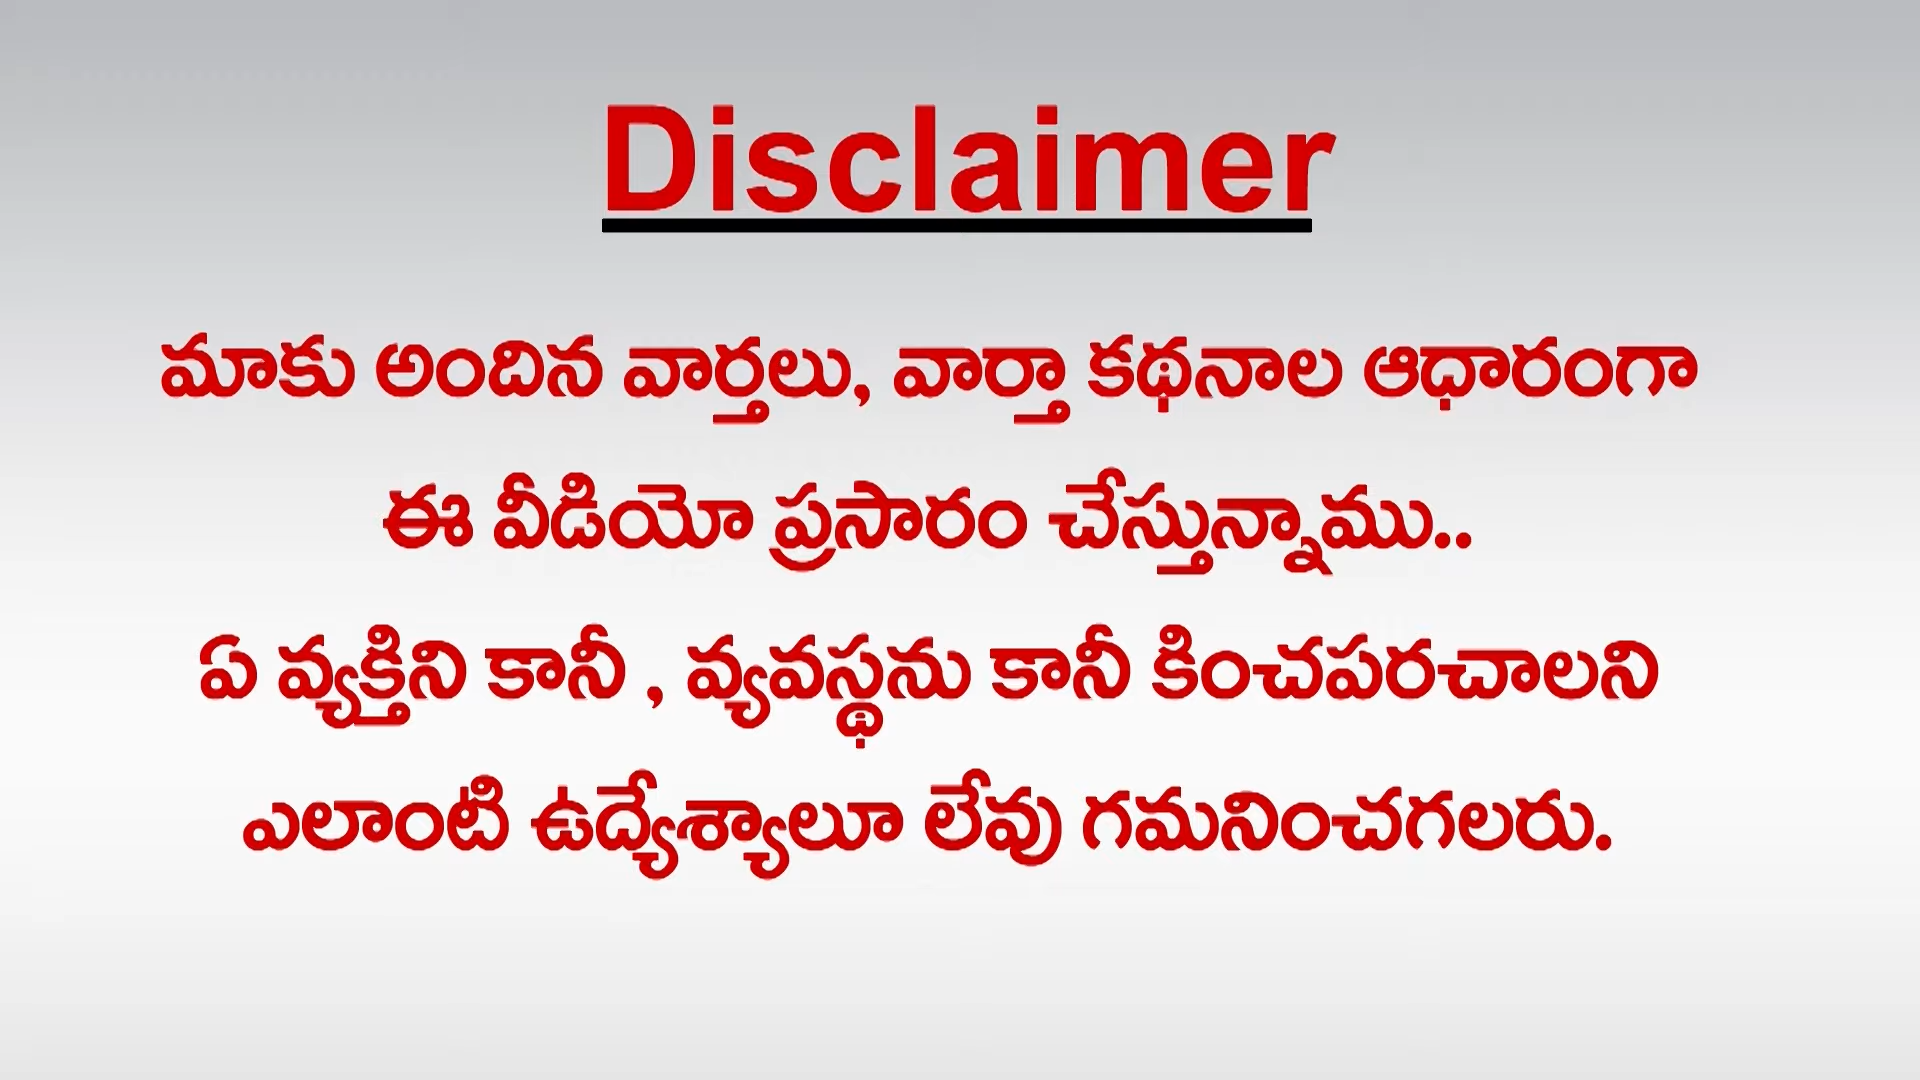 Disclaimer
మాకు అందిన వార్తలు, వార్తా కథనాల ఆధారంగా
ఈ వీడియో ప్రసారం చేస్తున్నాము..
ఏ వ్యక్తిని కానీ , వ్యవస్థను కానీ కించపరచాలని
ఎలాంటి ఉద్యేశ్యాలూ లేవు గమనించగలరు.